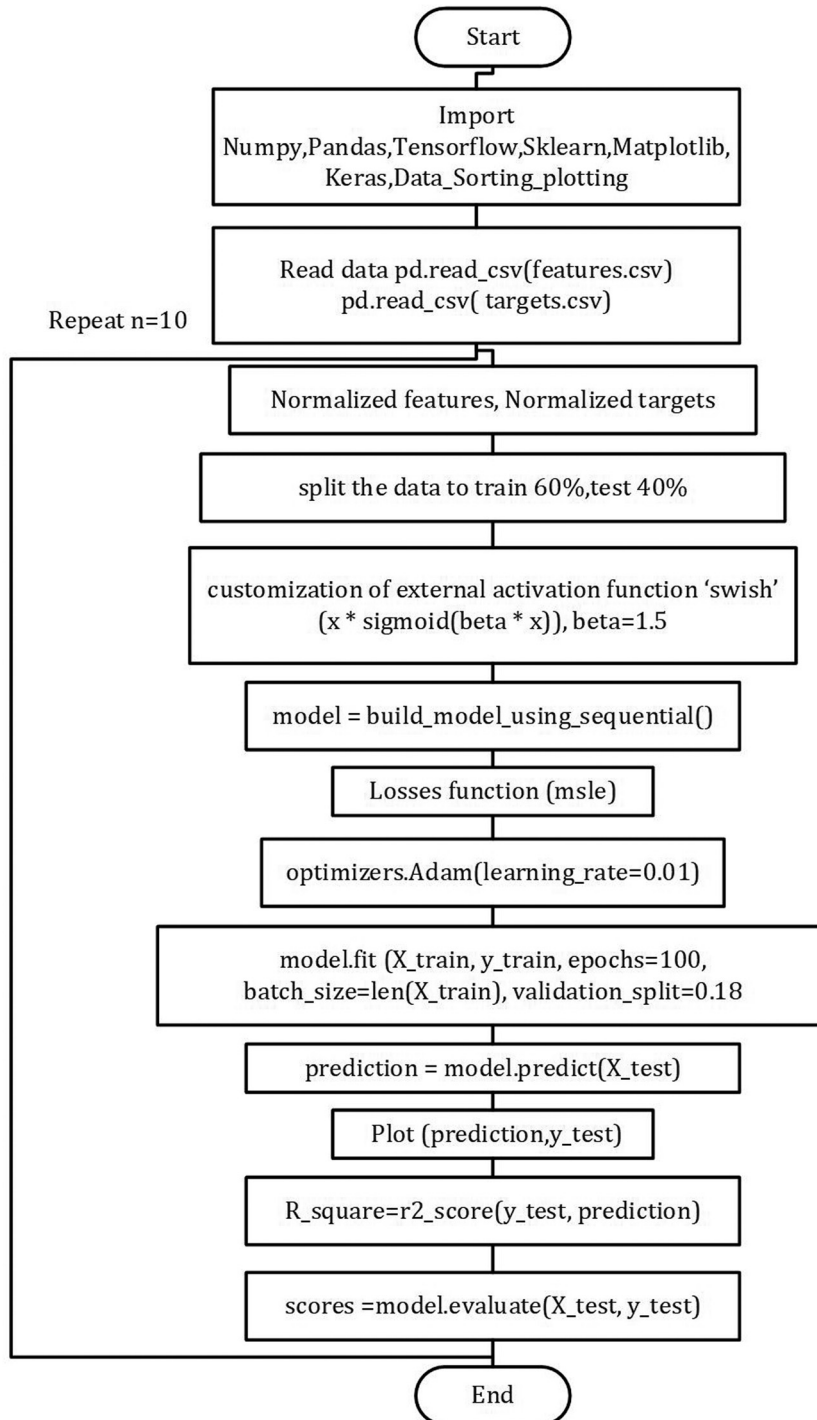 Start
Import
Numpy,Pandas,Tensorflow,Sklearn,Matplotlib,
Keras,Data_Sorting_plotting
Read data pd.read_csv(features.csv)
pd.read_csv( targets.csv)
Repeat n=10
Normalized features, Normalized targets
split the data to train 60%,test 40%
customization of external activation function ‘swish’
(x * sigmoid(beta * x)), beta=1.5
model = build_model_using_sequential()
Losses function (msle)
optimizers.Adam(learning_rate=0.01)
model.fit (X_train, y_train, epochs=100,
batch_size=len(X_train), validation_split=0.18
prediction = model.predict(X_test)
Plot (prediction,y_test)
R_square=r2_score(y_test, prediction)
scores =model.evaluate(X_test, y_test)
End